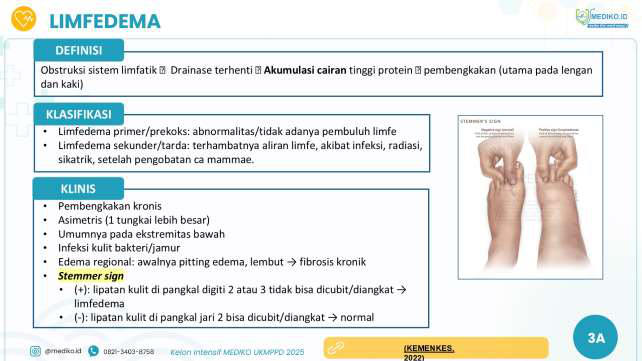 LIMFEDEMA
MEDIKO.ID
DEFINISI
Obstruksi sistem limfatik ⍰ Drainase terhenti ⍰ Akumulasi cairan tinggi protein ⍰ pembengkakan (utama pada lengan
dan kaki)
KLASIFIKASI
• Limfedema primer/prekoks: abnormalitas/tidak adanya pembuluh limfe
• Limfedema sekunder/tarda: terhambatnya aliran limfe, akibat infeksi, radiasi,
sikatrik, setelah pengobatan ca mammae.
STEMMER'S SIGN
KLINIS
• Pembengkakan kronis
• Asimetris (1 tungkai lebih besar)
• Umumnya pada ekstremitas bawah
• Infeksi kulit bakteri/jamur
• Edema regional: awalnya pitting edema, lembut → fibrosis kronik
• Stemmer sign
• (+): lipatan kulit di pangkal digiti 2 atau 3 tidak bisa dicubit/diangkat →
limfedema
• (-): lipatan kulit di pangkal jari 2 bisa dicubit/diangkat → normal
@mediko.id 0821-3403-8758 Kelon Intensif MEDIKO UKMPPD 2025
(KEMENKES,
2022)
3A